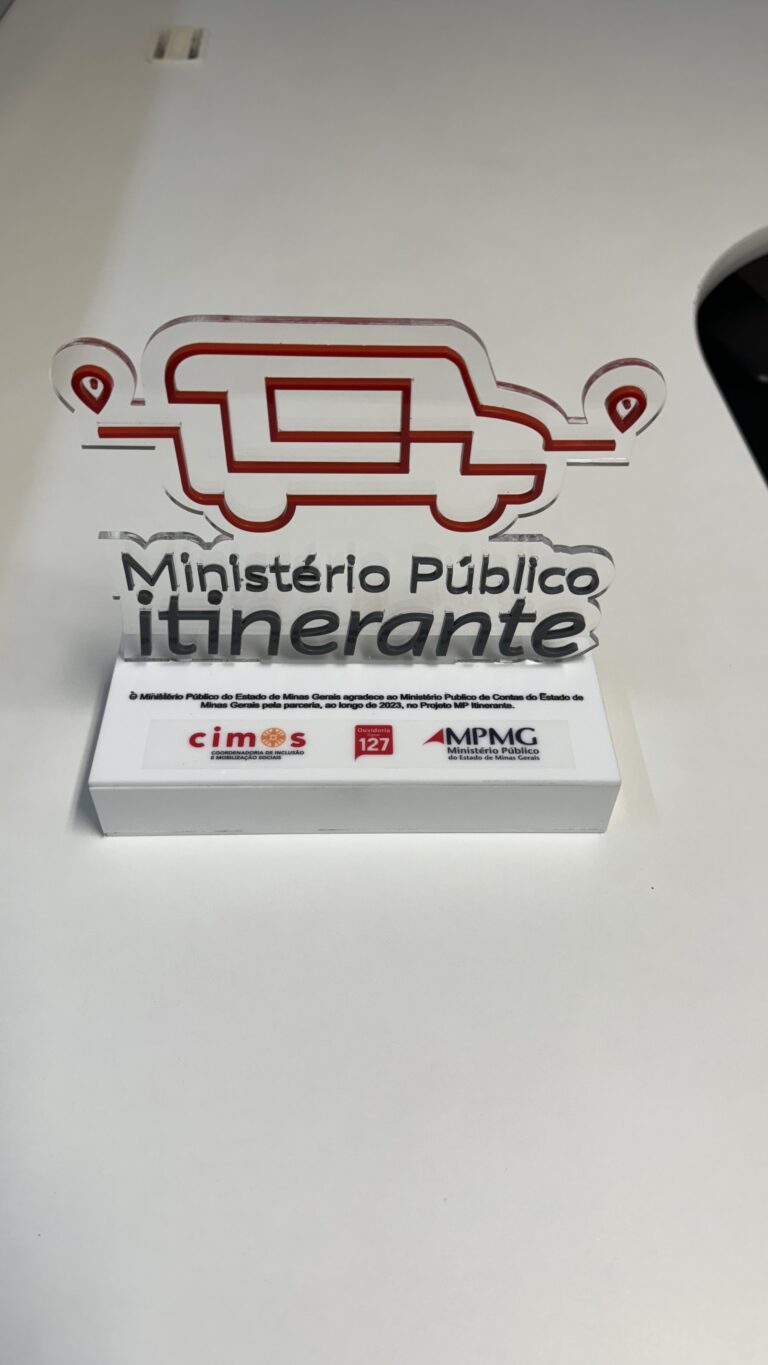 Ministério Público
itinerante
O Ministério Público do Estado de Minas Gerais agradece ao Ministério Publico de Contas do Estado de
Minas Gerais pela parceria, ao longo de 2023, no Projeto MP Itinerante.
cimos
COORDENADORIA DE INCLUSÃO
E MOBILIZAÇÃO SOCIAIS
Ouvidoria
127
MPMG
Ministério Público
do Estado de Minas Gerais